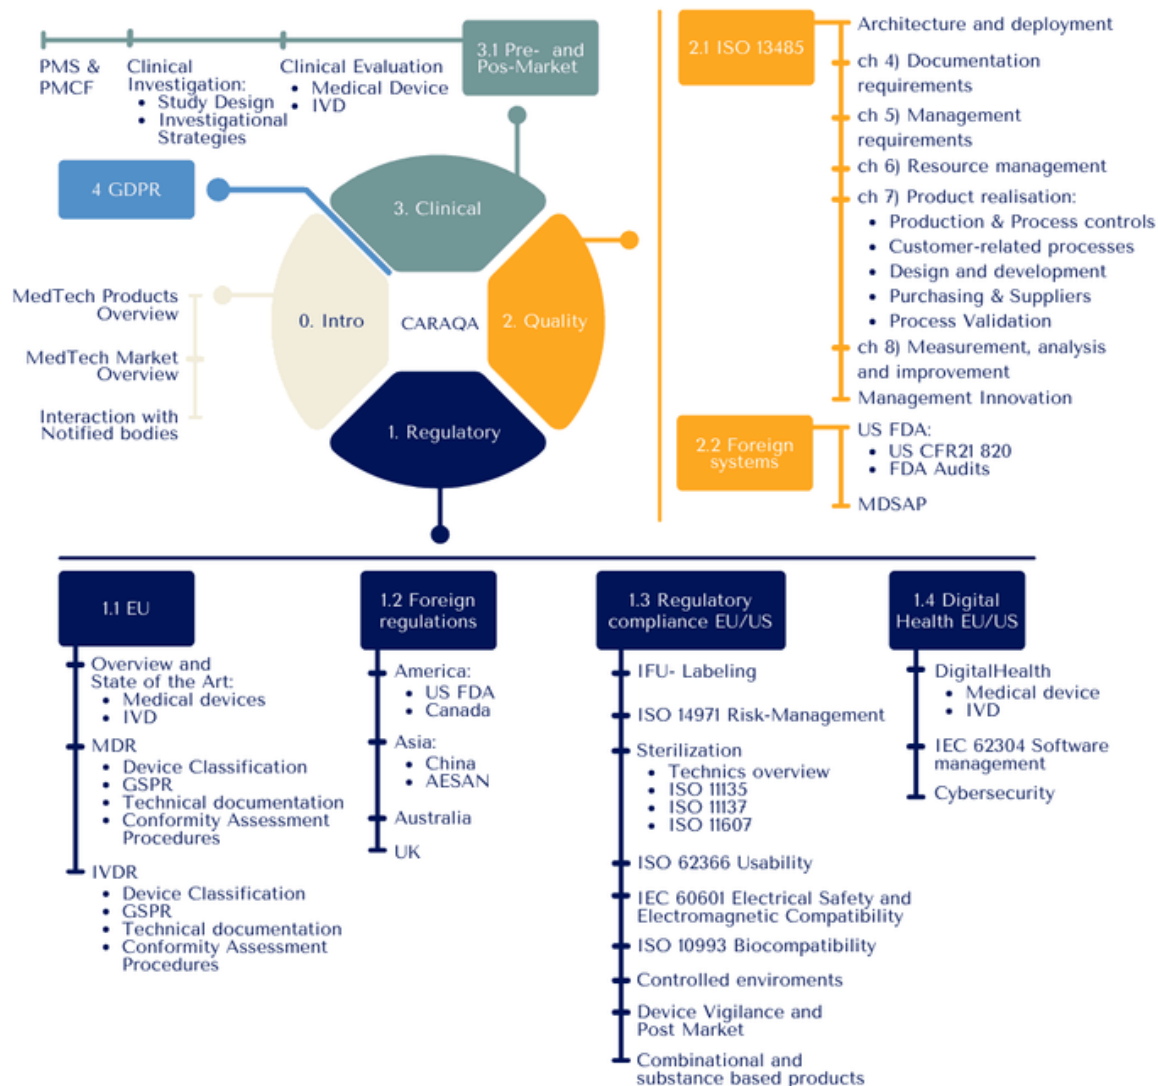 3.1 Pre- and
Pos-Market
PMS &
PMCF
Clinical
Investigation:
• Study Design
• Investigational
Strategies
Clinical Evaluation
• Medical Device
• IVD
4 GDPR
3. Clinical
0. Intro
CARAQA
2. Quality
1. Regulatory
MedTech Products
Overview
MedTech Market
Overview
Interaction with
Notified bodies
2.1 ISO 13485
Architecture and deployment
ch 4) Documentation
requirements
ch 5) Management
requirements
ch 6) Resource management
ch 7) Product realisation:
• Production & Process controls
• Customer-related processes
• Design and development
• Purchasing & Suppliers
• Process Validation
ch 8) Measurement, analysis
and improvement
Management Innovation
2.2 Foreign
systems
US FDA:
• US CFR21 820
• FDA Audits
MDSAP
1.1 EU
Overview and
State of the Art:
• Medical devices
• IVD
MDR
• Device Classification
• GSPR
• Technical documentation
• Conformity Assessment
Procedures
IVDR
• Device Classification
• GSPR
• Technical documentation
• Conformity Assessment
Procedures
1.2 Foreign
regulations
America:
• US FDA
• Canada
Asia:
• China
• AESAN
Australia
UK
1.3 Regulatory
compliance EU/US
IFU- Labeling
ISO 14971 Risk-Management
Sterilization
• Technics overview
• ISO 11135
• ISO 11137
• ISO 11607
ISO 62366 Usability
IEC 60601 Electrical Safety and
Electromagnetic Compatibility
ISO 10993 Biocompatibility
Controlled enviroments
Device Vigilance and
Post Market
Combinational and
substance based products
1.4 Digital
Health EU/US
DigitalHealth
• Medical device
• IVD
IEC 62304 Software
management
Cybersecurity